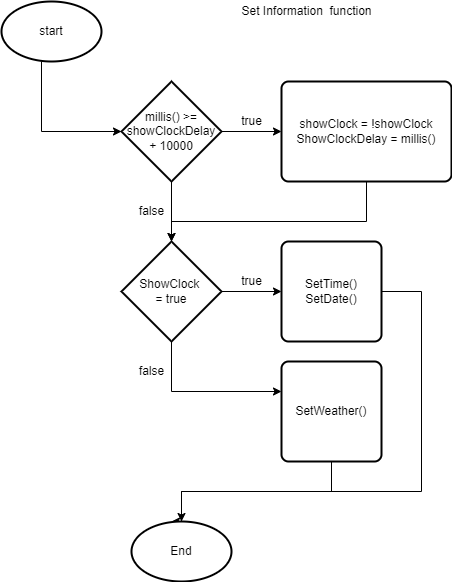 Set Information function
start
millis() >=
showClockDelay
+ 10000
true
showClock = !showClock
ShowClockDelay = millis()
false
ShowClock
= true
true
SetTime()
SetDate()
false
SetWeather()
End